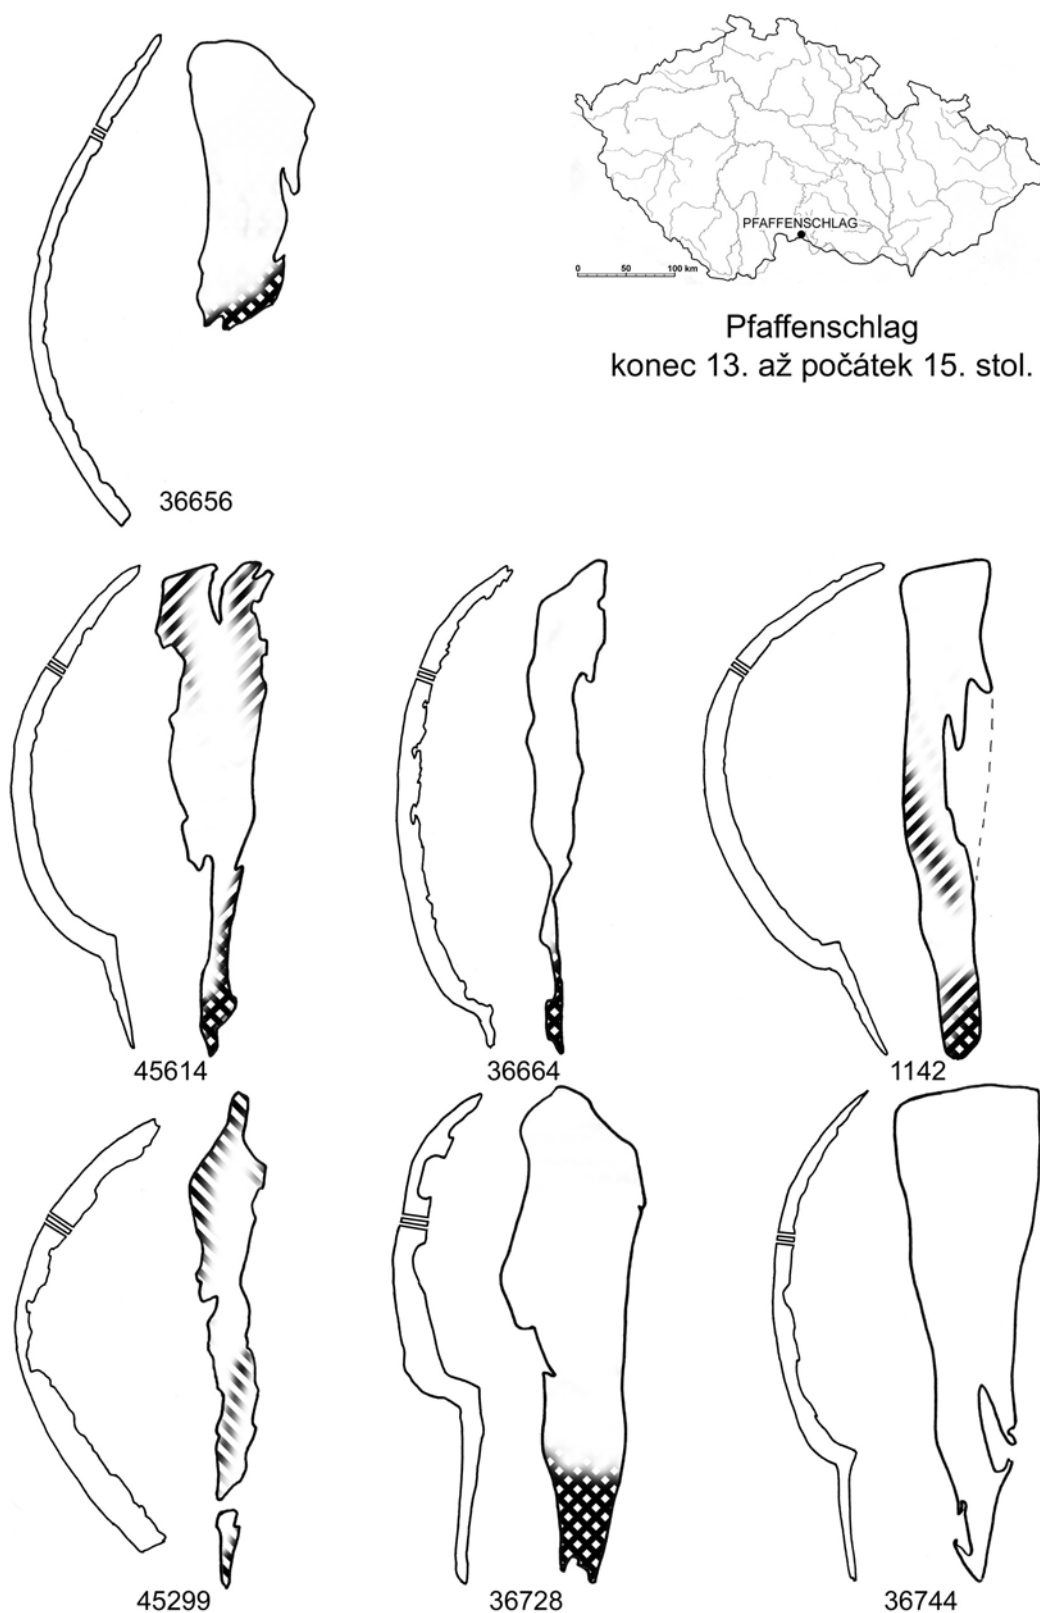 PFAFFENSCHLAG
0 50 100 km
Pfaffenschlag
konec 13. až počátek 15. stol.
36656
45614 36664 1142
45299 36728 36744